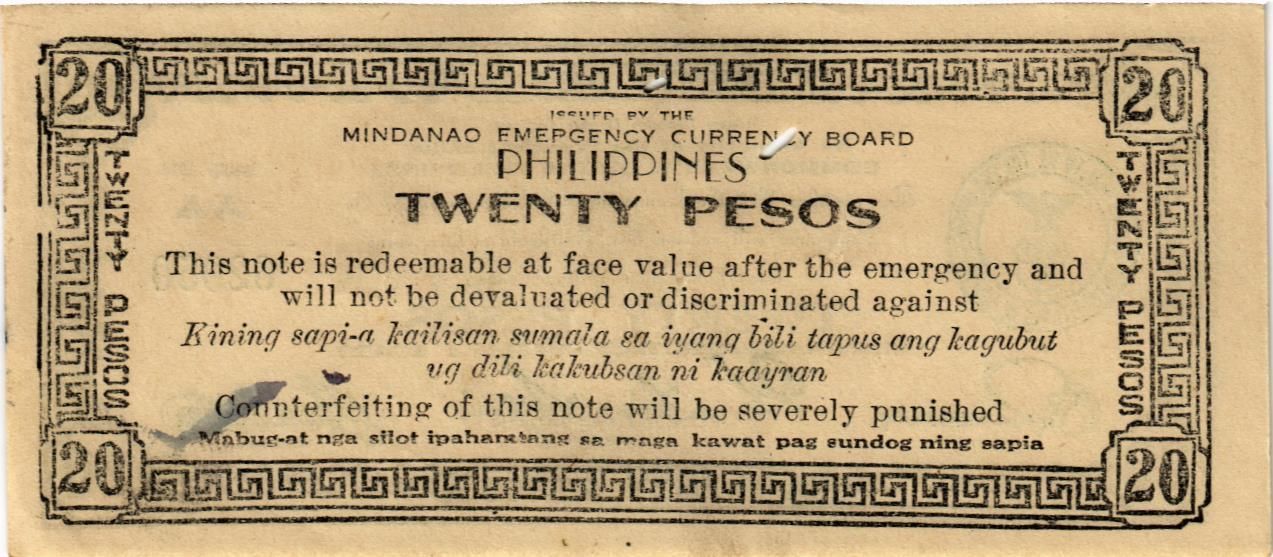 20 20
ISSUED BY THE
MINDANAO EMERGENCY CURRENCY BOARD
PHILIPPINES
TWENTY PESOS
This note is redeemable at face value after the emergency and
will not be devaluated or discriminated against
Kining sapi-a kailisan sumala sa iyang bili tapus ang kagubut
ug dili kakubsan ni kaayran
Counterfeiting of this note will be severely punished
Mabug-at nga silot ipahamtang sa maga kawat pag sundog ning sapia
TWENTY PESOS
TWENTY PESOS
20 20